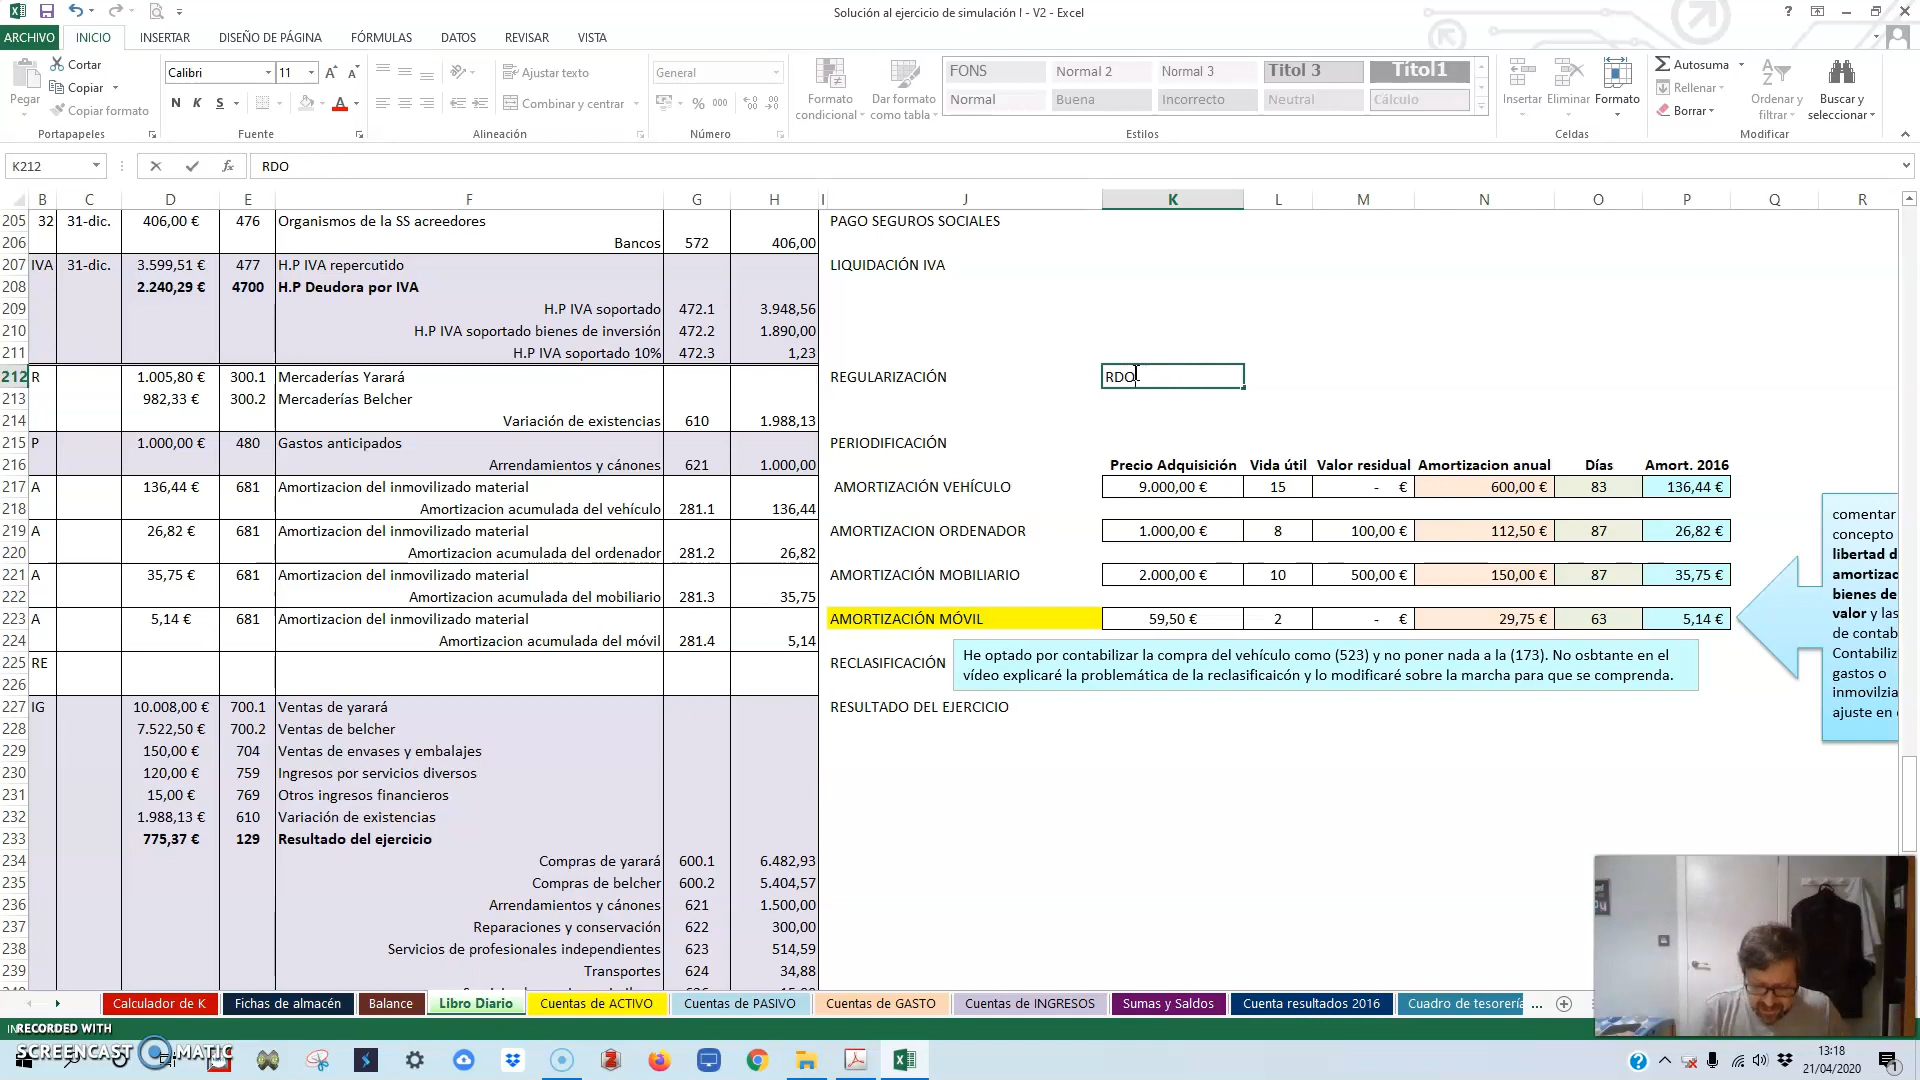 Solución al ejercicio de simulación I - V2 - Excel
ARCHIVO INICIO INSERTAR DISEÑO DE PÁGINA FÓRMULAS DATOS REVISAR VISTA
Pegar
Cortar
Copiar
Copiar formato
Portapapeles
Calibri 11
N K S
Fuente
Ajustar texto
Combinar y centrar
Alineación
General
% 000
Número
Formato condicional
Dar formato como tabla
FONS Normal 2 Normal 3 Títol 3 Títol1
Normal Buena Incorrecto Neutral Cálculo
Estilos
Insertar Eliminar Formato
Celdas
Autosuma
Rellenar
Borrar
Ordenar y filtrar
Buscar y seleccionar
Modificar
K212 RDO
B C D E F G H I J K L M N O P Q R
205 32 31-dic. 406,00 € 476 Organismos de la SS acreedores PAGO SEGUROS SOCIALES
206 Bancos 572 406,00
207 IVA 31-dic. 3.599,51 € 477 H.P IVA repercutido LIQUIDACIÓN IVA
208 2.240,29 € 4700 H.P Deudora por IVA
209 H.P IVA soportado 472.1 3.948,56
210 H.P IVA soportado bienes de inversión 472.2 1.890,00
211 H.P IVA soportado 10% 472.3 1,23
212 R 1.005,80 € 300.1 Mercaderías Yarará REGULARIZACIÓN RDO
213 982,33 € 300.2 Mercaderías Belcher
214 Variación de existencias 610 1.988,13
215 P 1.000,00 € 480 Gastos anticipados PERIODIFICACIÓN
216 Arrendamientos y cánones 621 1.000,00 Precio Adquisición Vida útil Valor residual Amortizacion anual Días Amort. 2016
217 A 136,44 € 681 Amortizacion del inmovilizado material AMORTIZACIÓN VEHÍCULO 9.000,00 € 15 - € 600,00 € 83 136,44 €
218 Amortizacion acumulada del vehículo 281.1 136,44
219 A 26,82 € 681 Amortizacion del inmovilizado material AMORTIZACION ORDENADOR 1.000,00 € 8 100,00 € 112,50 € 87 26,82 €
220 Amortizacion acumulada del ordenador 281.2 26,82
221 A 35,75 € 681 Amortizacion del inmovilizado material AMORTIZACIÓN MOBILIARIO 2.000,00 € 10 500,00 € 150,00 € 87 35,75 €
222 Amortizacion acumulada del mobiliario 281.3 35,75
223 A 5,14 € 681 Amortizacion del inmovilizado material AMORTIZACIÓN MÓVIL 59,50 € 2 - € 29,75 € 63 5,14 €
224 Amortizacion acumulada del móvil 281.4 5,14
225 RE RECLASIFICACIÓN
He optado por contabilizar la compra del vehículo como (523) y no poner nada a la (173). No osbtante en el
vídeo explicaré la problemática de la reclasificaicón y lo modificaré sobre la marcha para que se comprenda.
226
227 IG 10.008,00 € 700.1 Ventas de yarará RESULTADO DEL EJERCICIO
228 7.522,50 € 700.2 Ventas de belcher
229 150,00 € 704 Ventas de envases y embalajes
230 120,00 € 759 Ingresos por servicios diversos
231 15,00 € 769 Otros ingresos financieros
232 1.988,13 € 610 Variación de existencias
233 775,37 € 129 Resultado del ejercicio
234 Compras de yarará 600.1 6.482,93
235 Compras de belcher 600.2 5.404,57
236 Arrendamientos y cánones 621 1.500,00
237 Reparaciones y conservación 622 300,00
238 Servicios de profesionales independientes 623 514,59
239 Transportes 624 34,88
comentar
concepto
libertad d
amortizac
bienes de
valor y las
de contab
Contabiliz
gastos o
inmovilzia
ajuste en
Calculador de K Fichas de almacén Balance Libro Diario Cuentas de ACTIVO Cuentas de PASIVO Cuentas de GASTO Cuentas de INGRESOS Sumas y Saldos Cuenta resultados 2016 Cuadro de tesorería ...
RECORDED WITH
SCREENCAST MATIC
13:18
21/04/2020